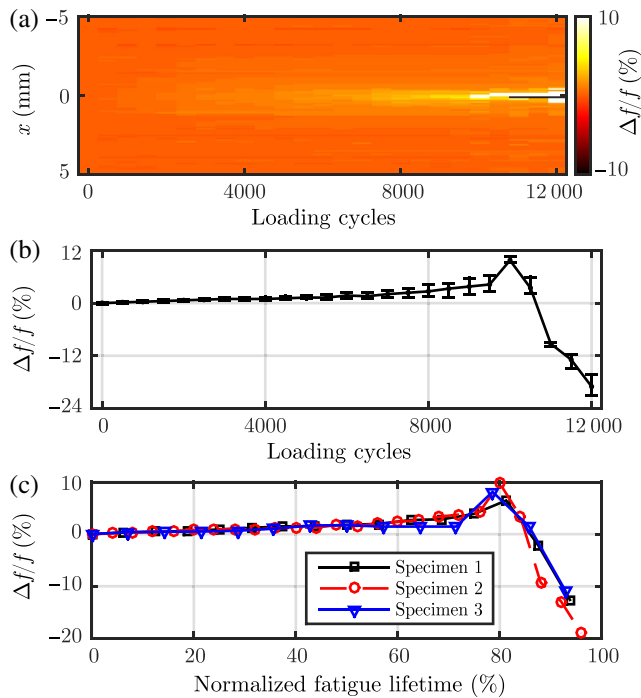 (a)
−5
0
5
x (mm)
0
4000
8000
12 000
Loading cycles
10
−10
Δf/f (%)
(b)
12
0
−12
−24
Δf/f (%)
0
4000
8000
12 000
Loading cycles
(c)
10
0
−10
−20
Δf/f (%)
Specimen 1
Specimen 2
Specimen 3
0
20
40
60
80
100
Normalized fatigue lifetime (%)